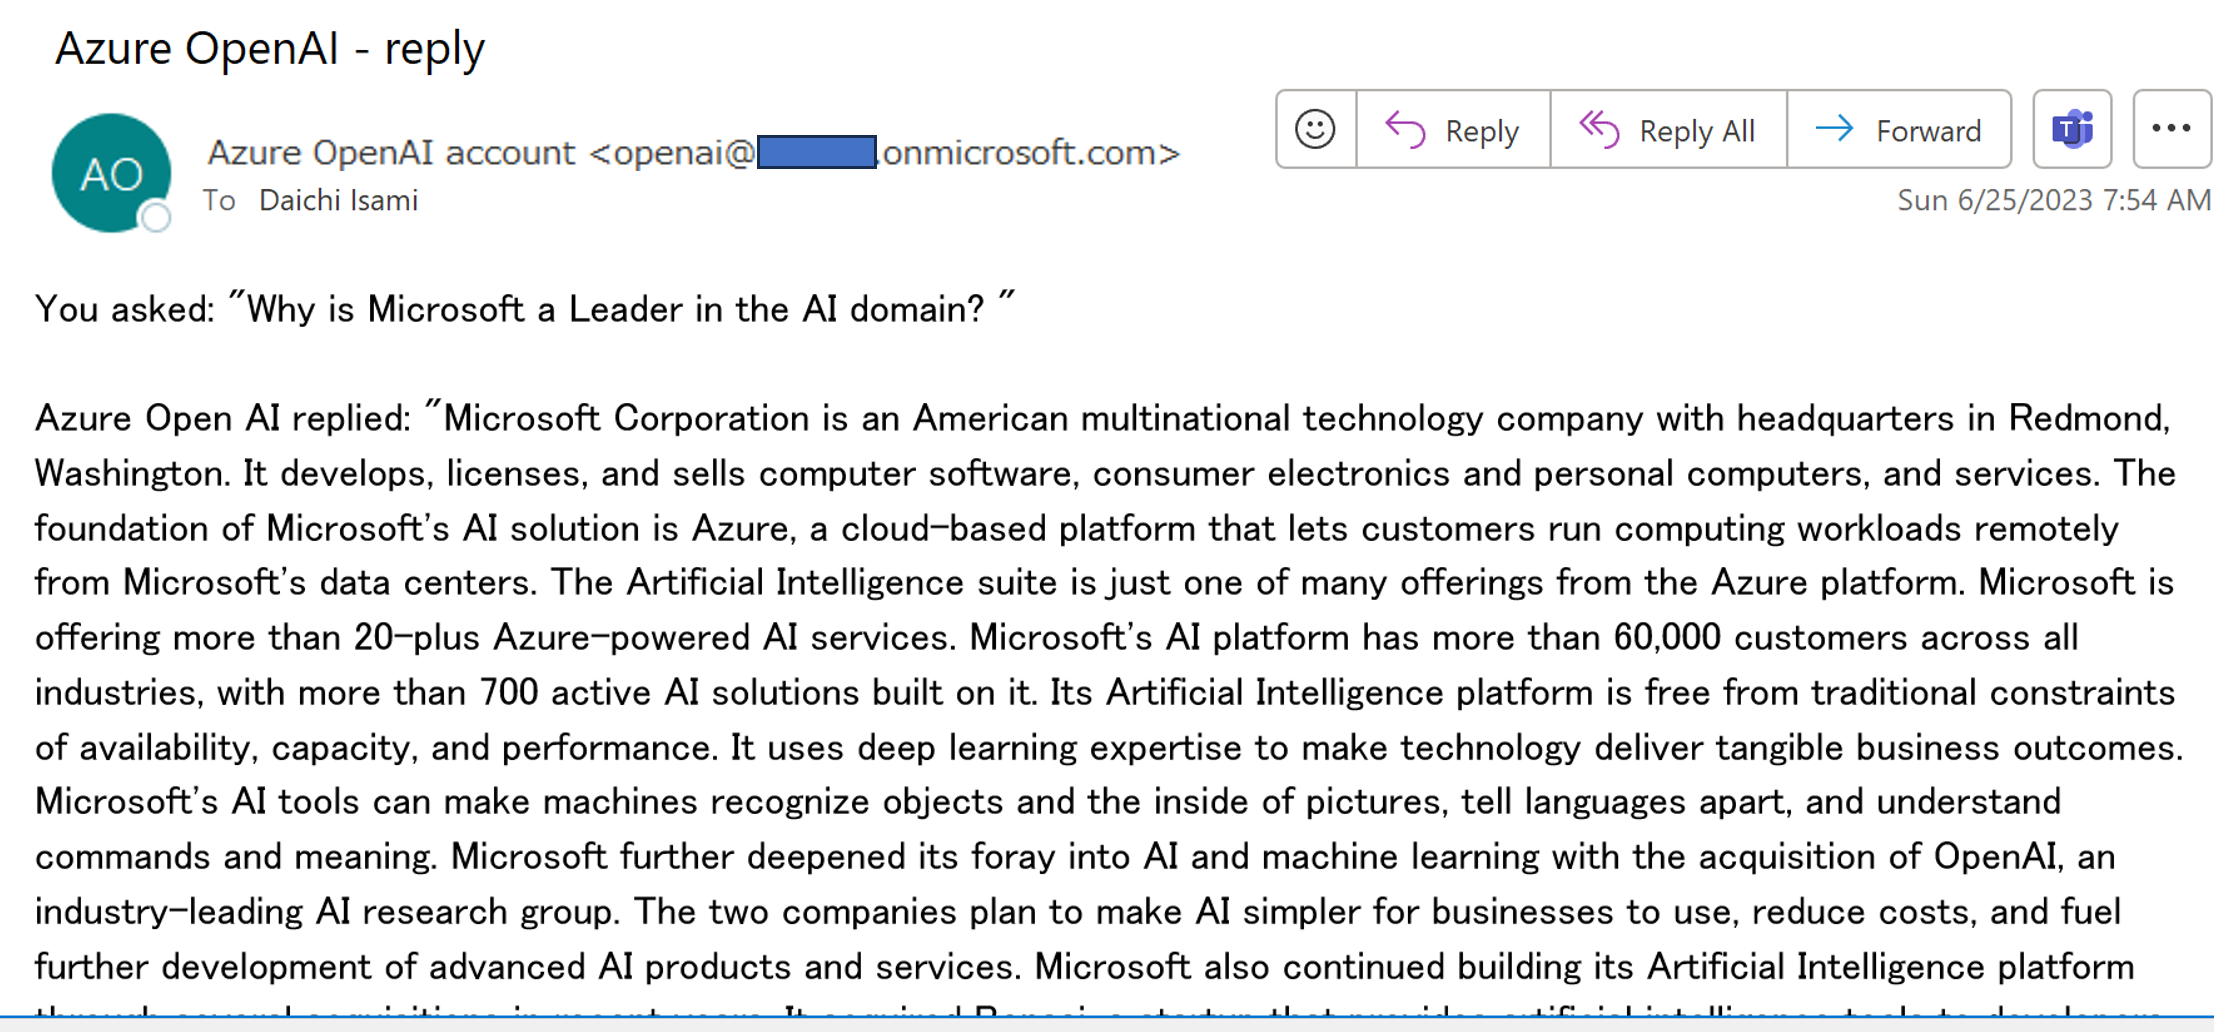 Azure OpenAI - reply
AO
Azure OpenAI account <openai@ .onmicrosoft.com>
To Daichi Isami
Reply
Reply All
Forward
Sun 6/25/2023 7:54 AM
You asked: "Why is Microsoft a Leader in the AI domain? "
Azure Open AI replied: "Microsoft Corporation is an American multinational technology company with headquarters in Redmond,
Washington. It develops, licenses, and sells computer software, consumer electronics and personal computers, and services. The
foundation of Microsoft's AI solution is Azure, a cloud-based platform that lets customers run computing workloads remotely
from Microsoft's data centers. The Artificial Intelligence suite is just one of many offerings from the Azure platform. Microsoft is
offering more than 20-plus Azure-powered AI services. Microsoft's AI platform has more than 60,000 customers across all
industries, with more than 700 active AI solutions built on it. Its Artificial Intelligence platform is free from traditional constraints
of availability, capacity, and performance. It uses deep learning expertise to make technology deliver tangible business outcomes.
Microsoft's AI tools can make machines recognize objects and the inside of pictures, tell languages apart, and understand
commands and meaning. Microsoft further deepened its foray into AI and machine learning with the acquisition of OpenAI, an
industry-leading AI research group. The two companies plan to make AI simpler for businesses to use, reduce costs, and fuel
further development of advanced AI products and services. Microsoft also continued building its Artificial Intelligence platform